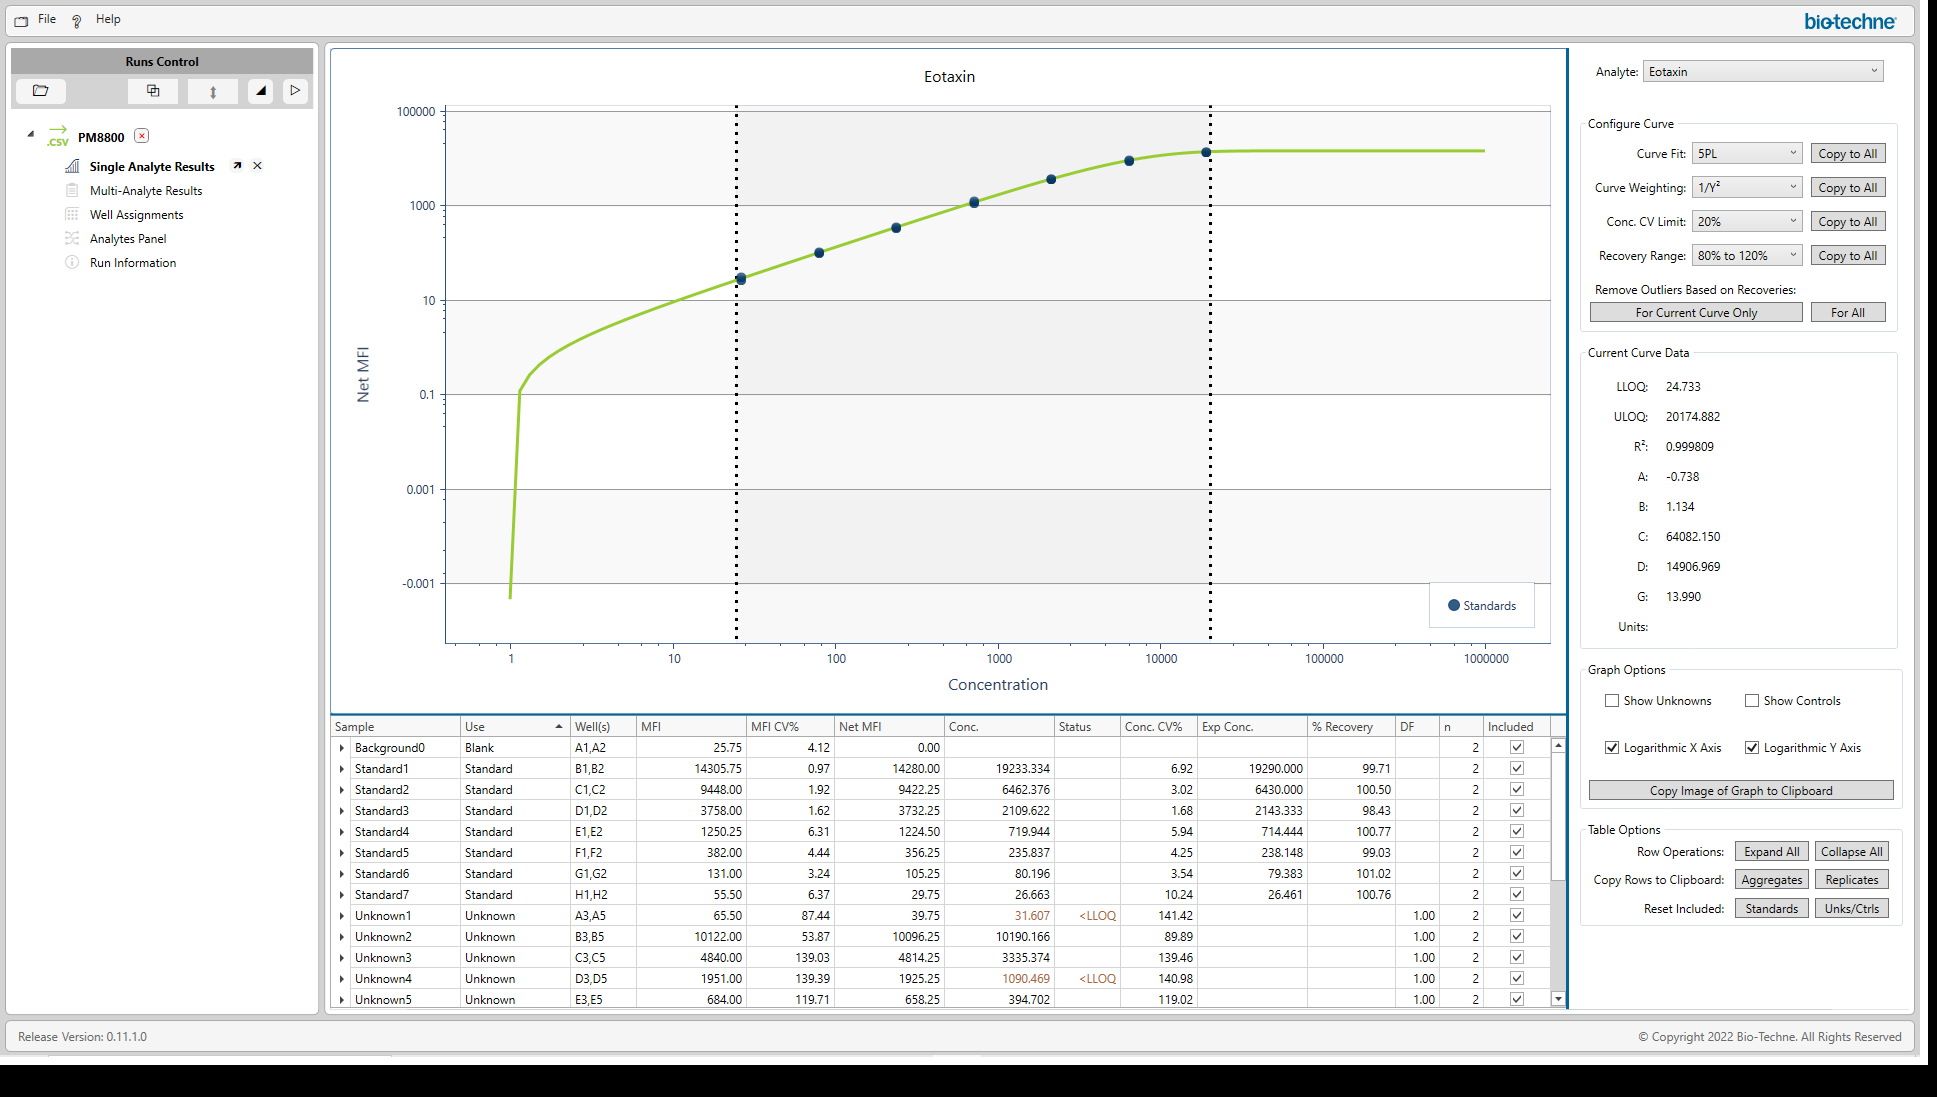 File ? Help
bio-techne
Runs Control
.CSV PM8800
Single Analyte Results
Multi-Analyte Results
Well Assignments
Analytes Panel
Run Information
Eotaxin
100000
1000
10
0.1
0.001
-0.001
Net MFI
Standards
1 10 100 1000 10000 100000 1000000
Concentration
Sample Use Well(s) MFI MFI CV% Net MFI Conc. Status Conc. CV% Exp Conc. % Recovery DF n Included
Background0 Blank A1,A2 25.75 4.12 0.00 2
Standard1 Standard B1,B2 14305.75 0.97 14280.00 19233.334 6.92 19290.000 99.71 2
Standard2 Standard C1,C2 9448.00 1.92 9422.25 6462.376 3.02 6430.000 100.50 2
Standard3 Standard D1,D2 3758.00 1.62 3732.25 2109.622 1.68 2143.333 98.43 2
Standard4 Standard E1,E2 1250.25 6.31 1224.50 719.944 5.94 714.444 100.77 2
Standard5 Standard F1,F2 382.00 4.44 356.25 235.837 4.25 238.148 99.03 2
Standard6 Standard G1,G2 131.00 3.24 105.25 80.196 3.54 79.383 101.02 2
Standard7 Standard H1,H2 55.50 6.37 29.75 26.663 10.24 26.461 100.76 2
Unknown1 Unknown A3,A5 65.50 87.44 39.75 31.607 <LLOQ 141.42 1.00 2
Unknown2 Unknown B3,B5 10122.00 53.87 10096.25 10190.166 89.89 1.00 2
Unknown3 Unknown C3,C5 4840.00 139.03 4814.25 3335.374 139.46 1.00 2
Unknown4 Unknown D3,D5 1951.00 139.39 1925.25 1090.469 <LLOQ 140.98 1.00 2
Unknown5 Unknown E3,E5 684.00 119.71 658.25 394.702 119.02 1.00 2
Analyte: Eotaxin
Configure Curve
Curve Fit: 5PL Copy to All
Curve Weighting: 1/Y² Copy to All
Conc. CV Limit: 20% Copy to All
Recovery Range: 80% to 120% Copy to All
Remove Outliers Based on Recoveries:
For Current Curve Only For All
Current Curve Data
LLOQ: 24.733
ULOQ: 20174.882
R²: 0.999809
A: -0.738
B: 1.134
C: 64082.150
D: 14906.969
G: 13.990
Units:
Graph Options
Show Unknowns Show Controls
Logarithmic X Axis Logarithmic Y Axis
Copy Image of Graph to Clipboard
Table Options
Row Operations: Expand All Collapse All
Copy Rows to Clipboard: Aggregates Replicates
Reset Included: Standards Unks/Ctrls
Release Version: 0.11.1.0
© Copyright 2022 Bio-Techne. All Rights Reserved